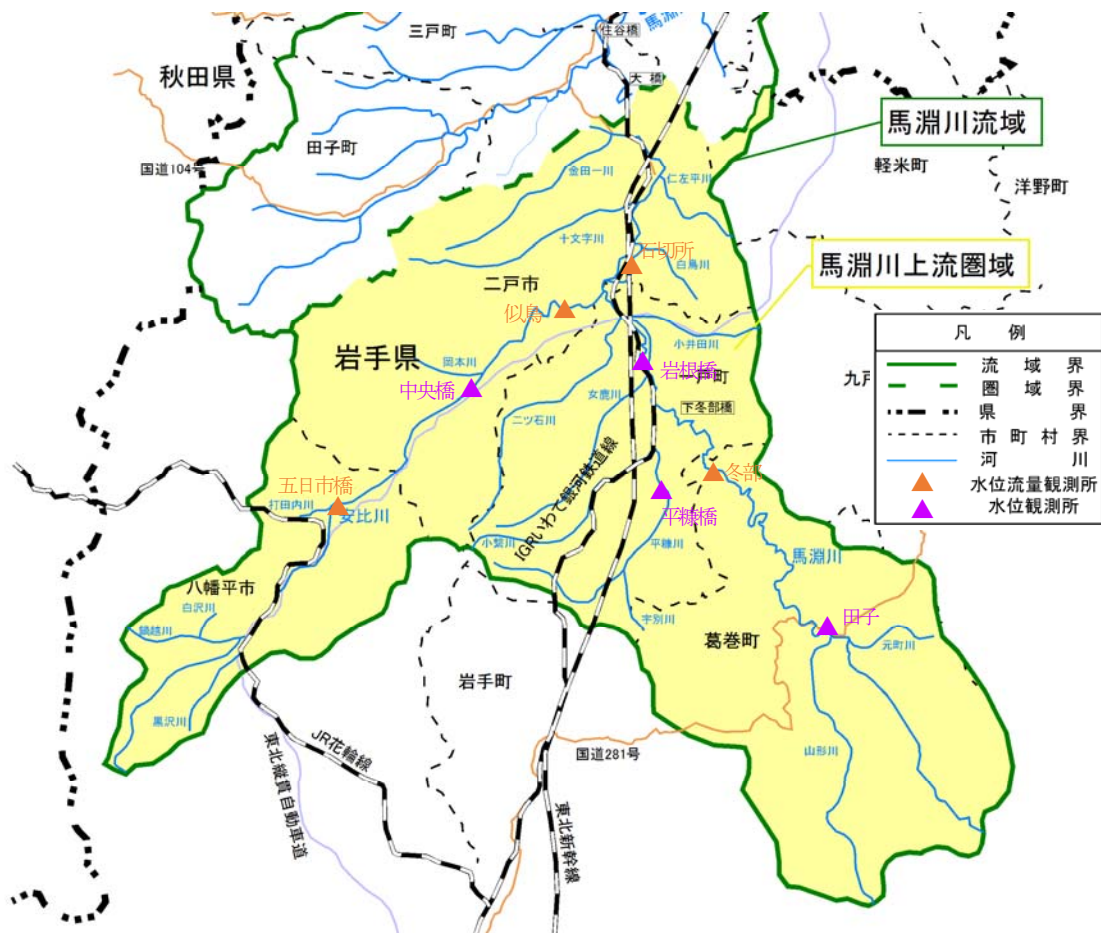 三戸町
住谷橋
馬淵川
秋田県
大橋
馬淵川流域
田子町
国道104号
軽米町
金田一川
仁左平川
洋野町
十文字川
石切所
白鳥川
馬淵川上流圏域
二戸市
似鳥
小井田川
凡 例
岩手県
岡本川
岩根橋
一戸町
九戸
流域界
中央橋
女鹿川
圏域界
下冬部橋
県界
二ツ石川
市町村界
河川
IGRいわて銀河鉄道線
冬部
水位流量観測所
五日市橋
水位観測所
打田内川
安比川
平糠橋
小繋川
平糠川
馬淵川
八幡平市
白沢川
宇別川
田子
鍋越川
葛巻町
元町川
岩手町
黒沢川
JR花輪線
国道281号
山形川
東北縦貫自動車道
東北新幹線